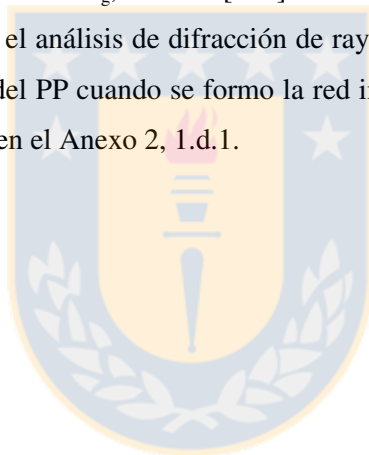 el análisis de difracción de ray
del PP cuando se formo la red i
en el Anexo 2, 1.d.1.